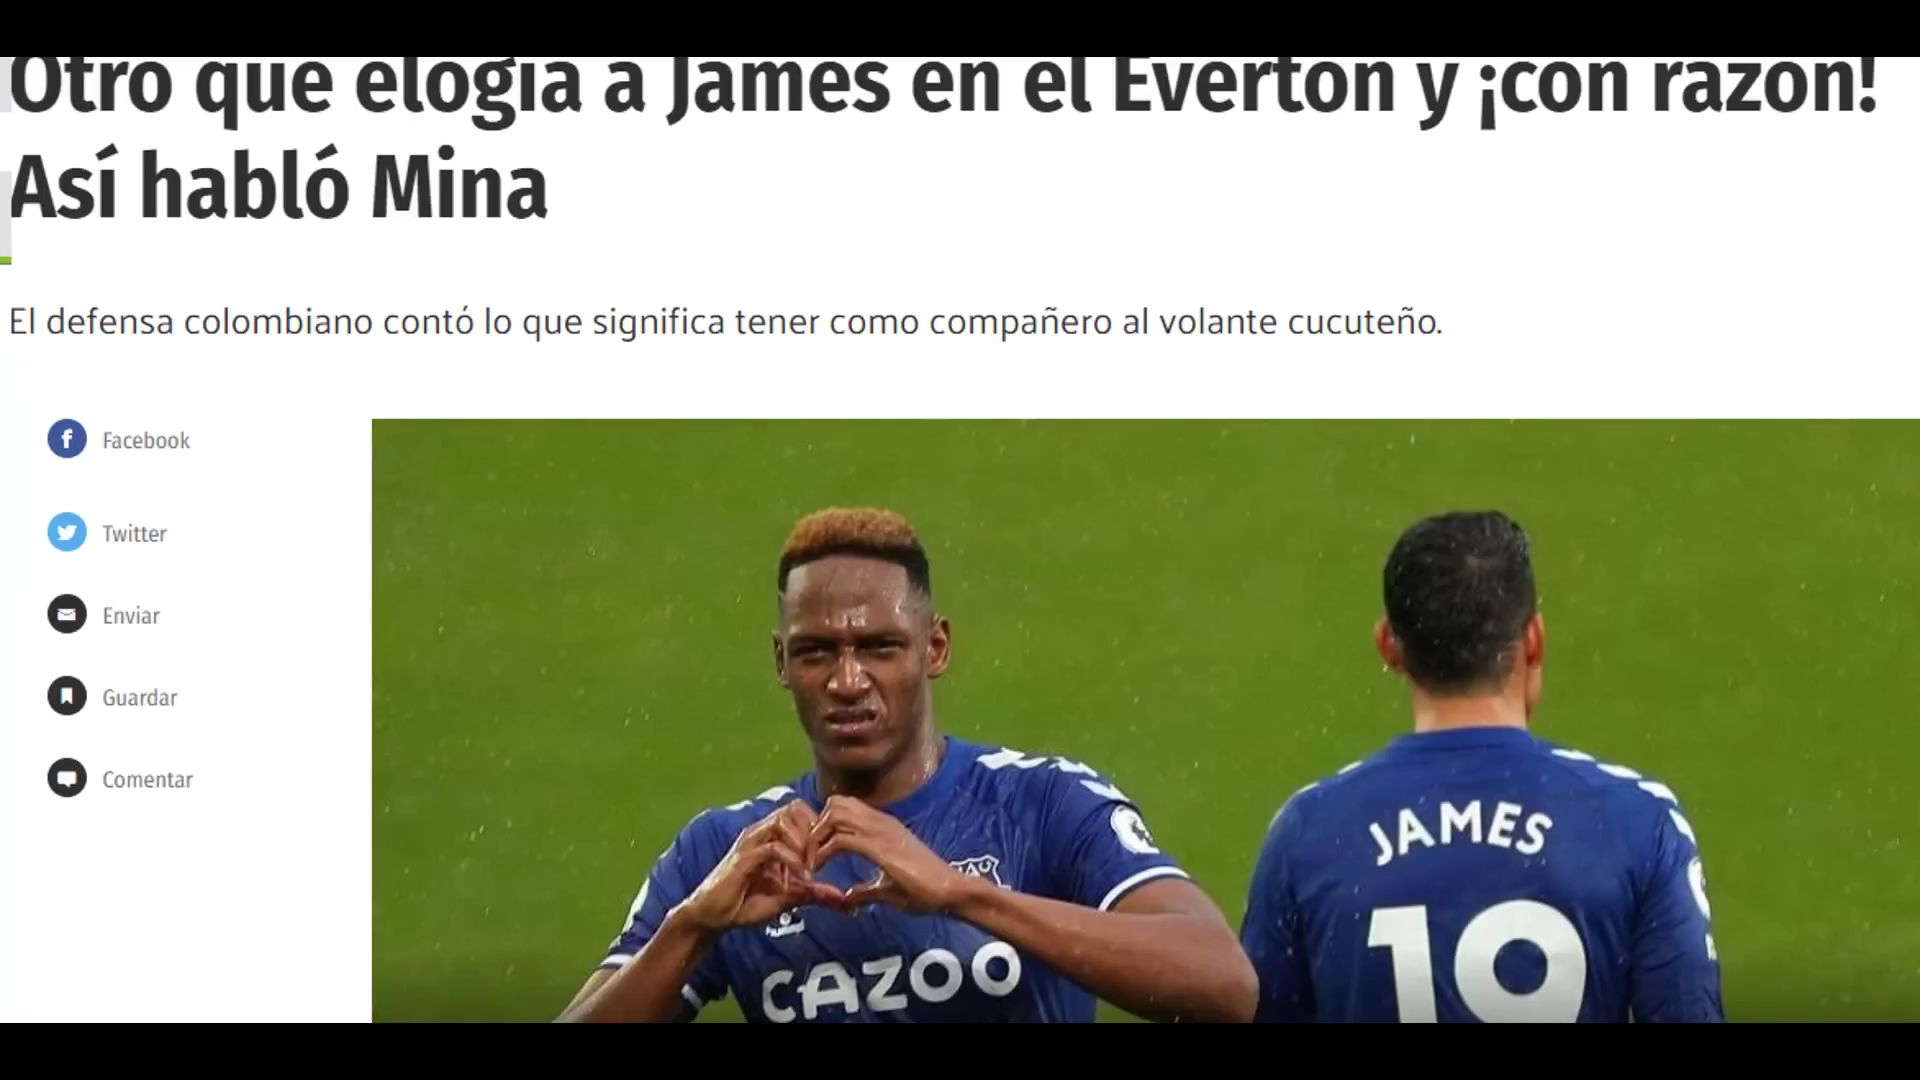 Otro que elogia a James en el Everton y ¡con razón!
Así habló Mina
El defensa colombiano contó lo que significa tener como compañero al volante cucuteño.
Facebook
Twitter
Enviar
Guardar
Comentar
JAMES
19
CAZOO